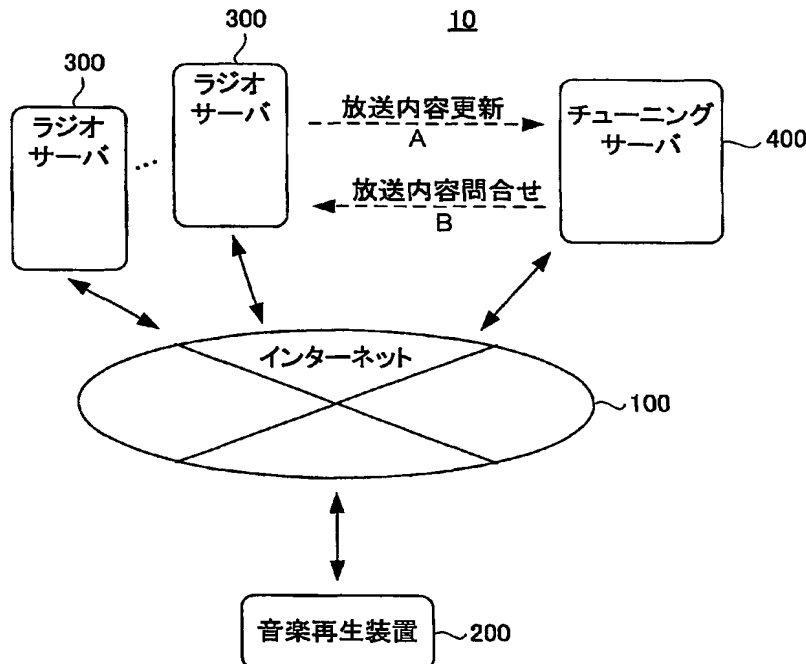 10
300
300
ラジオ
サーバ
ラジオ
サーバ
…
放送内容更新
A
放送内容問合せ
B
チューニング
サーバ
400
インターネット
100
音楽再生装置
200